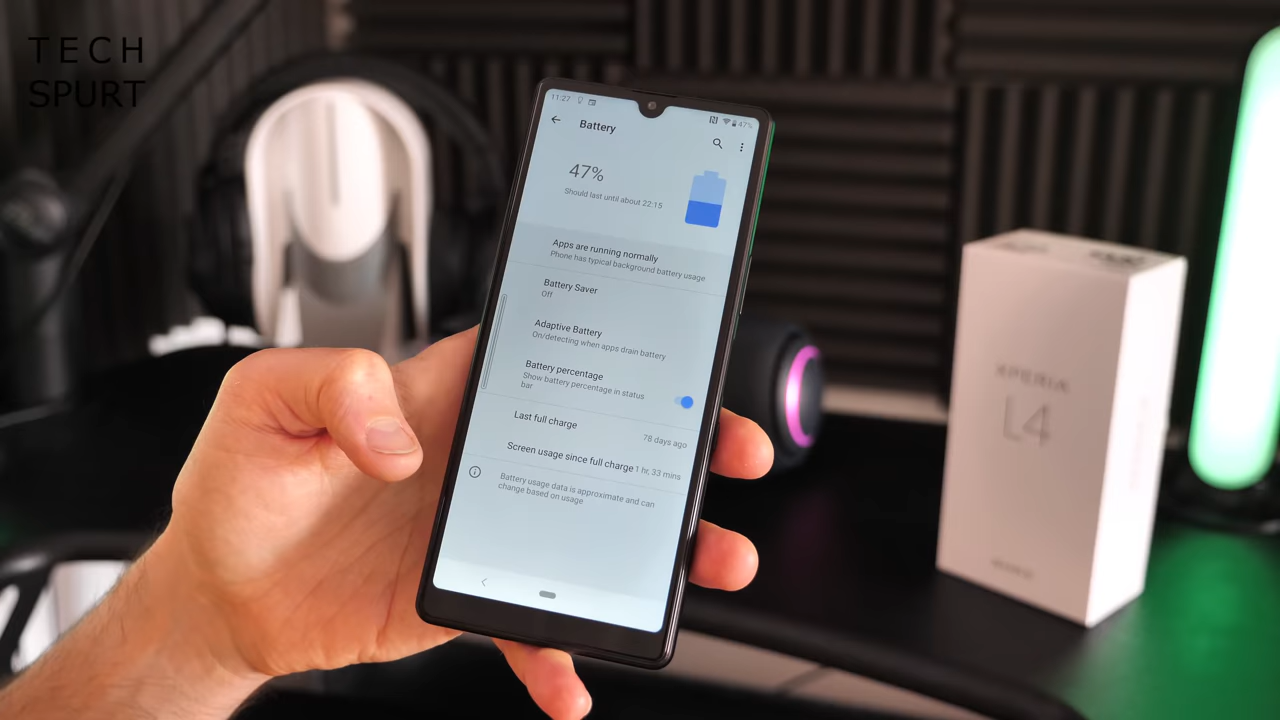 TECH
SPURT
11:27
47%
Battery
47%
Should last until about 22:15
Apps are running normally
Phone has typical background battery usage
Battery Saver
Off
Adaptive Battery
On/detecting when apps drain battery
Battery percentage
Show battery percentage in status
bar
Last full charge
78 days ago
Screen usage since full charge
1 hr, 33 mins
Battery usage data is approximate and can
change based on usage
XPERIA
L4